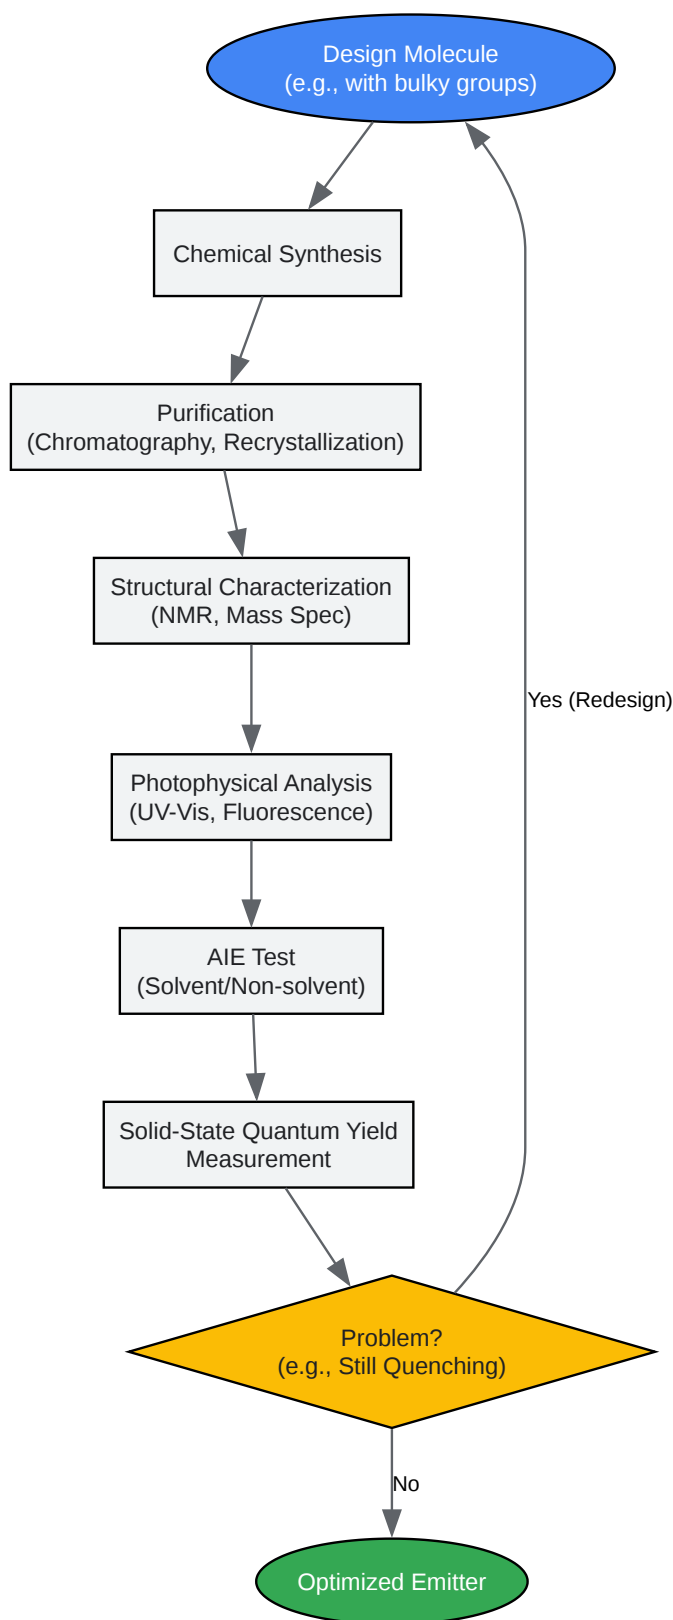 Design Molecule
(e.g., with bulky groups)
Chemical Synthesis
Purification
(Chromatography, Recrystallization)
Structural Characterization
(NMR, Mass Spec)
Yes (Redesign)
Photophysical Analysis
(UV-Vis, Fluorescence)
AIE Test
(Solvent/Non-solvent)
Solid-State Quantum Yield
Measurement
Problem?
(e.g., Still Quenching)
No
Optimized Emitter